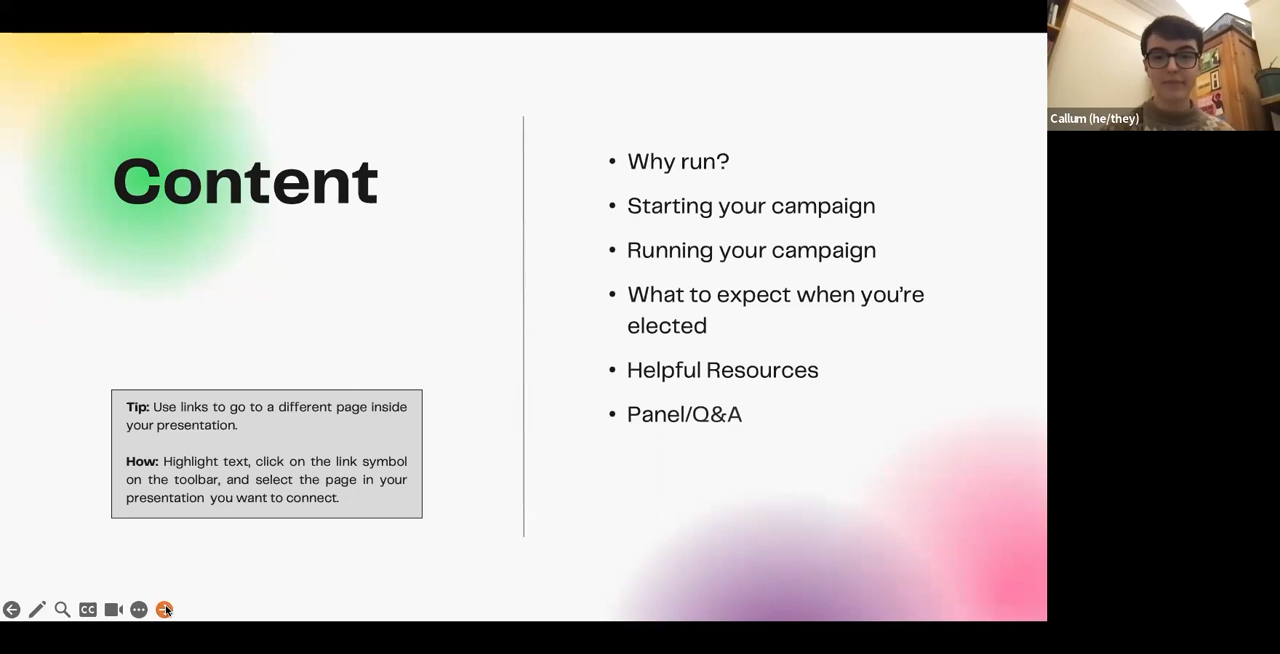 Content
Tip: Use links to go to a different page inside
your presentation.
How: Highlight text, click on the link symbol
on the toolbar, and select the page in your
presentation you want to connect.
• Why run?
• Starting your campaign
• Running your campaign
• What to expect when you’re
elected
• Helpful Resources
• Panel/Q&A
Callum (he/they)
CC